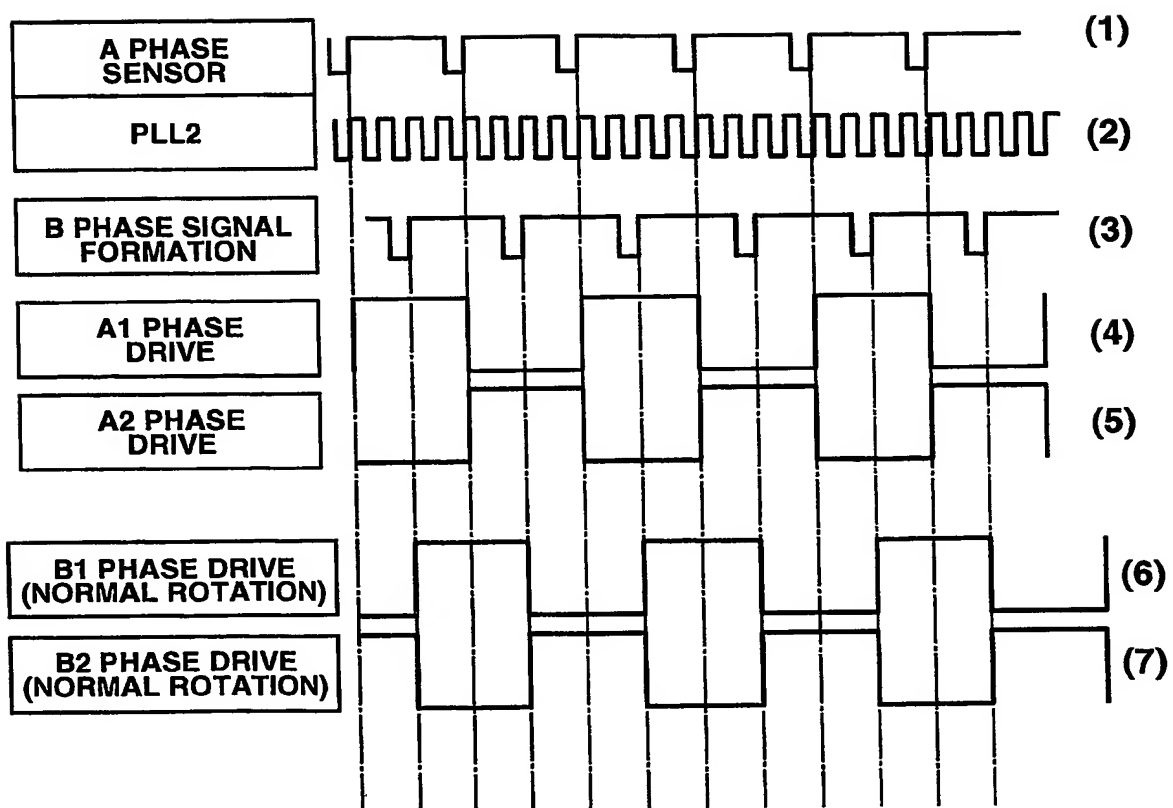 A PHASE
SENSOR
(1)
PLL2
(2)
B PHASE SIGNAL
FORMATION
(3)
A1 PHASE
DRIVE
(4)
A2 PHASE
DRIVE
(5)
B1 PHASE DRIVE
(NORMAL ROTATION)
(6)
B2 PHASE DRIVE
(NORMAL ROTATION)
(7)